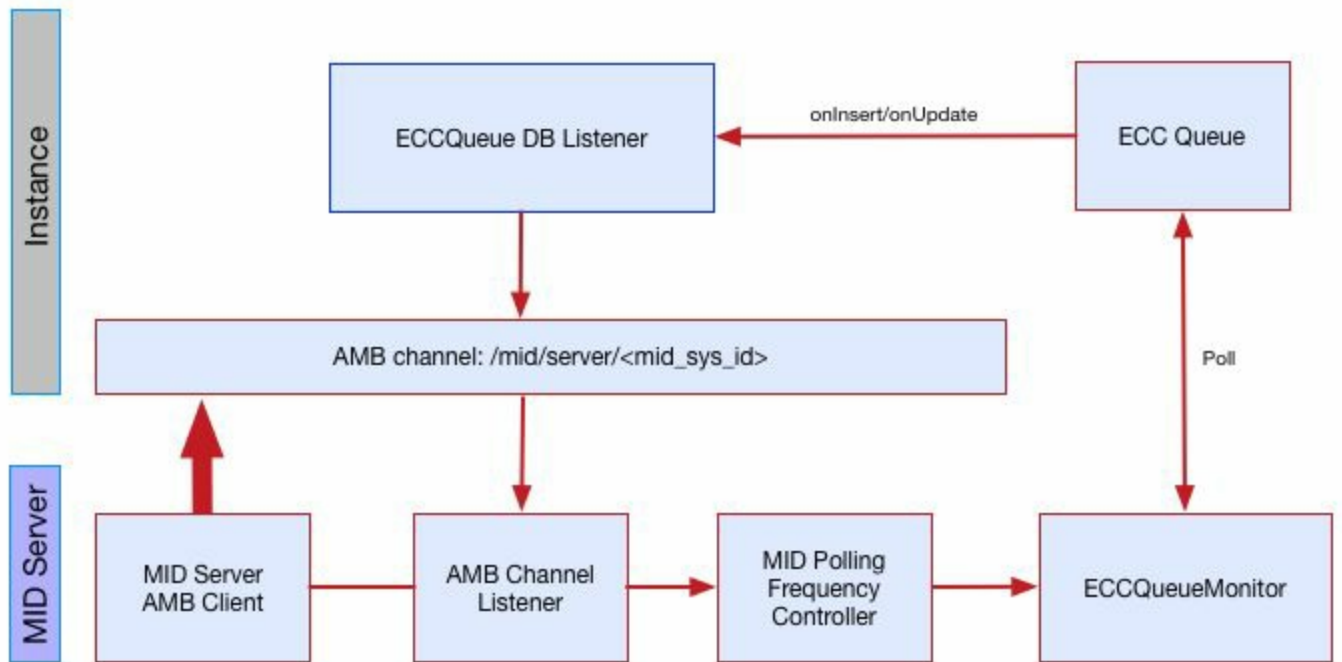 Instance
ECCQueue DB Listener
onInsert/onUpdate
ECC Queue
AMB channel: /mid/server/<mid_sys_id>
Poll
MID Server
MID Server
AMB Client
AMB Channel
Listener
MID Polling
Frequency
Controller
ECCQueueMonitor